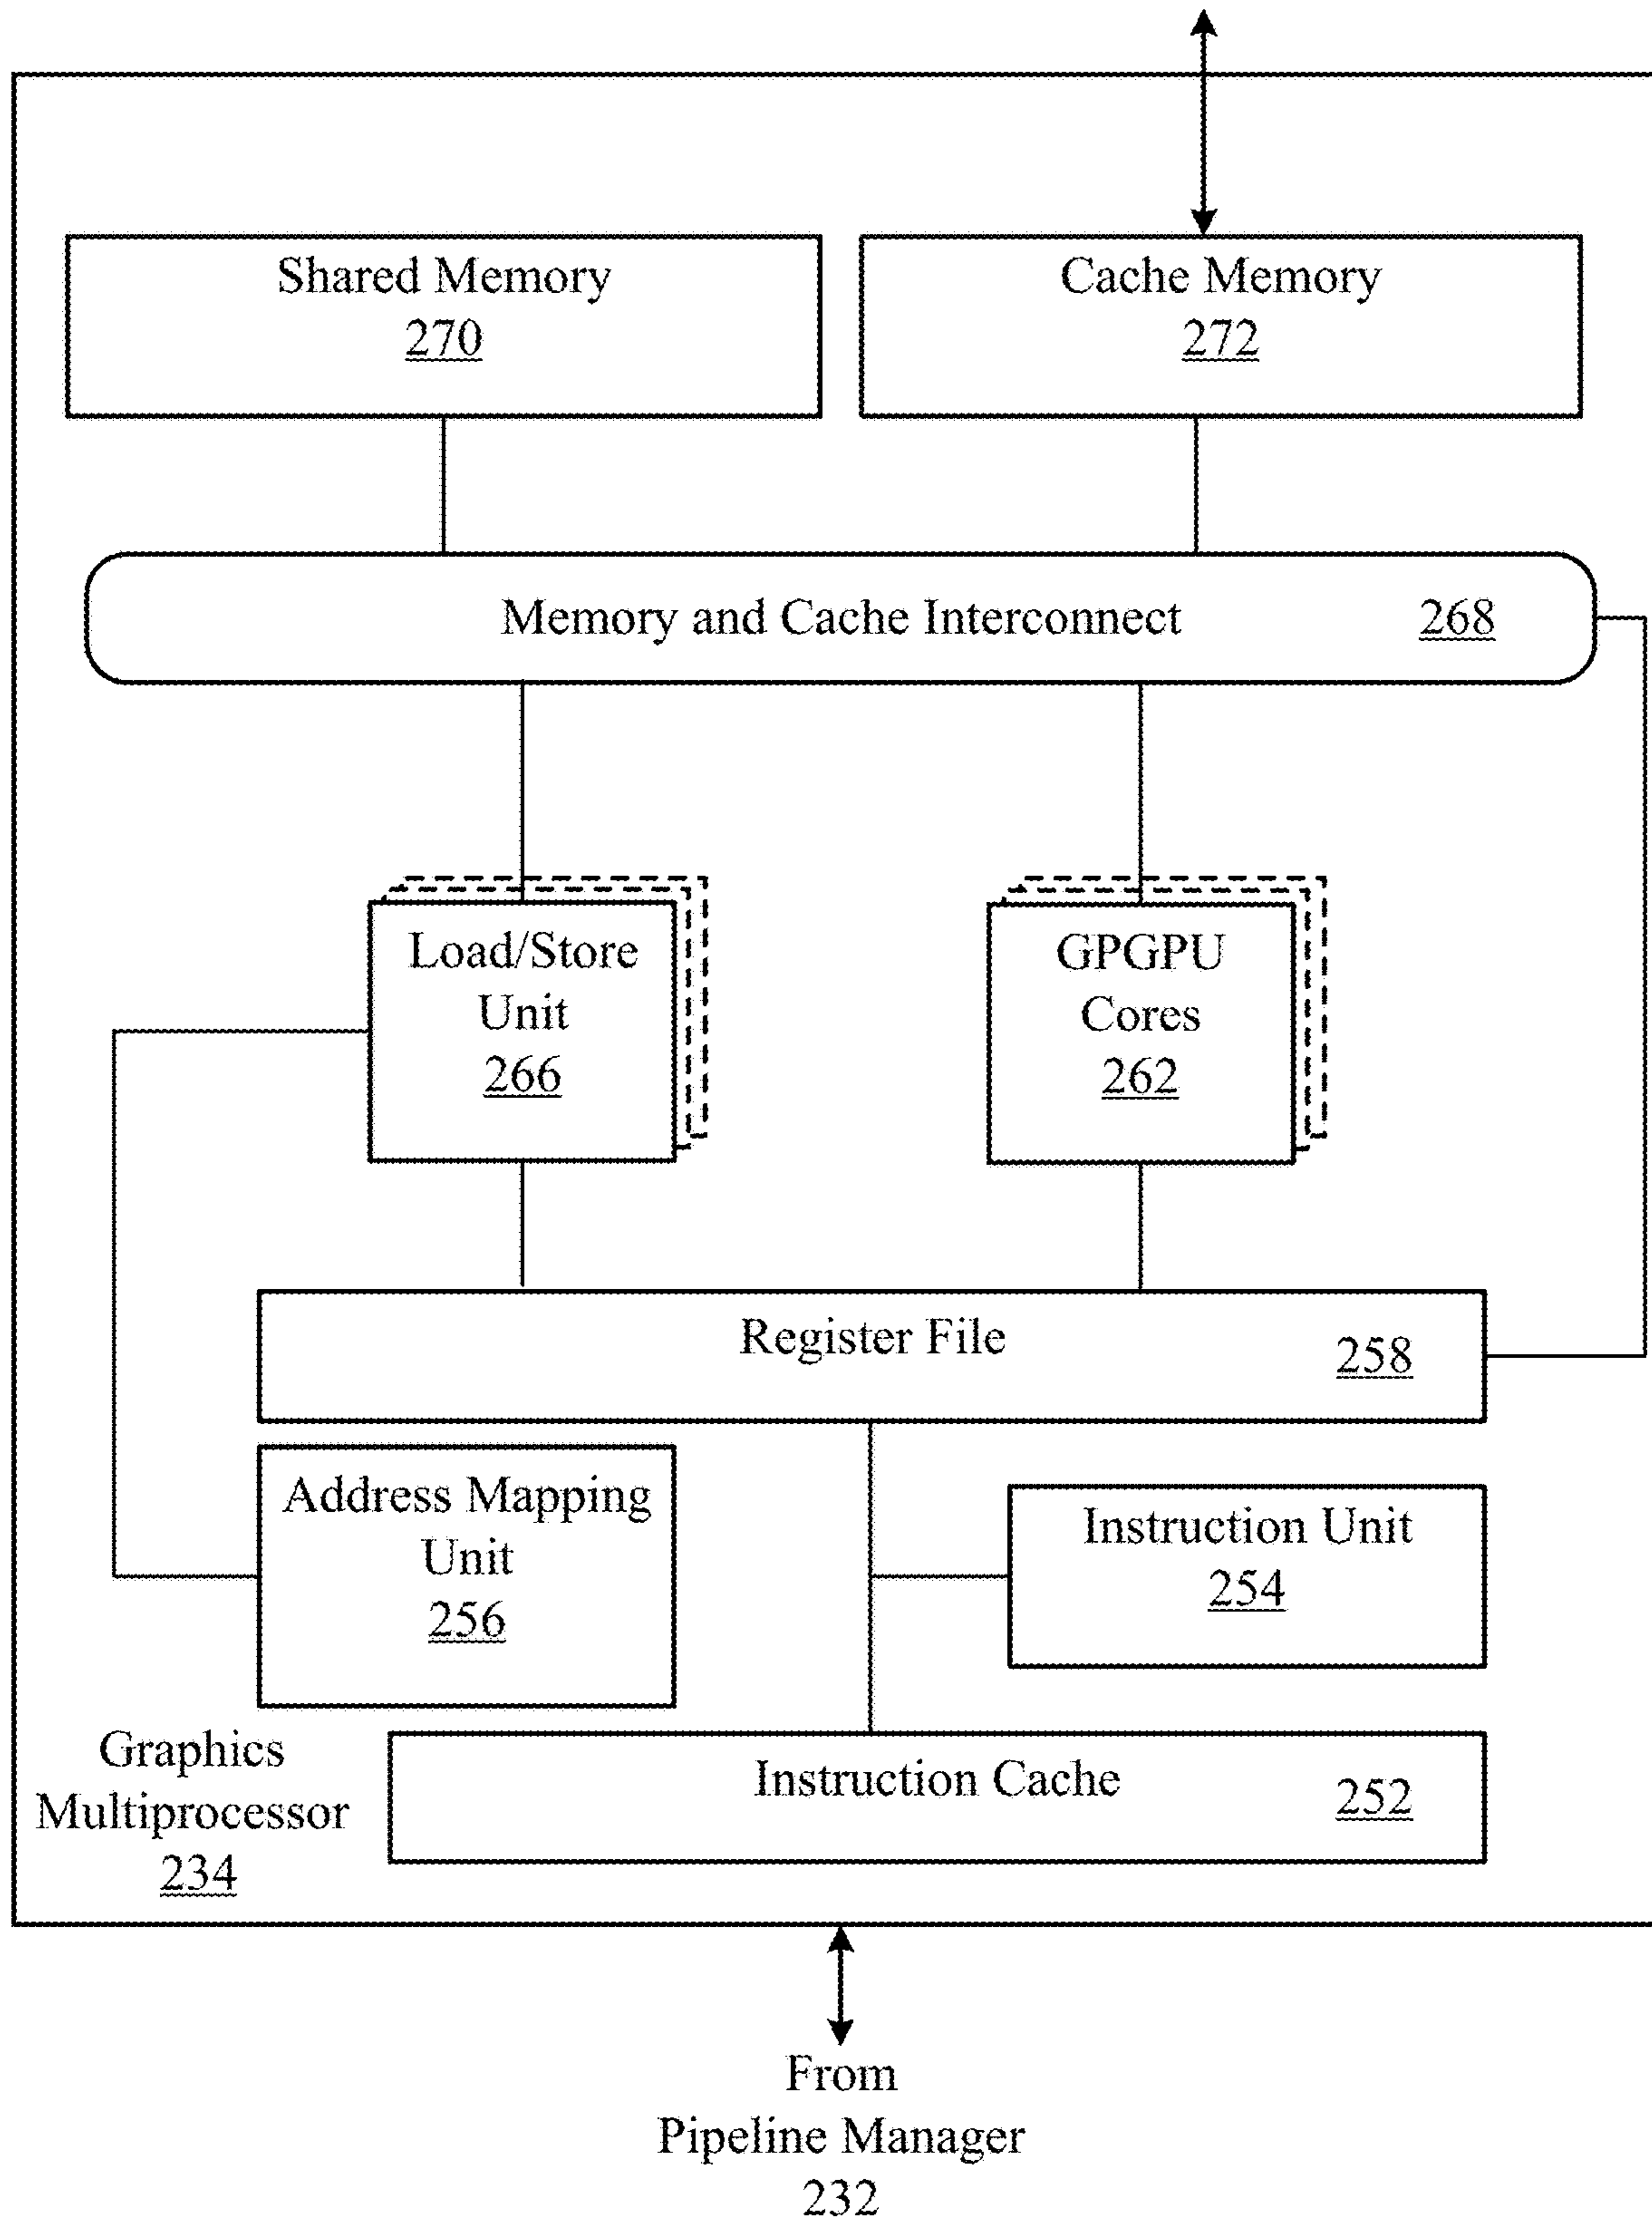 Shared Memory
270
Cache Memory
272
Memory and Cache Interconnect 268
Load/Store
Unit
266
GPGPU
Cores
262
Register File 258
Address Mapping
Unit
256
Instruction Unit
254
Graphics
Multiprocessor
234
Instruction Cache 252
From
Pipeline Manager
232